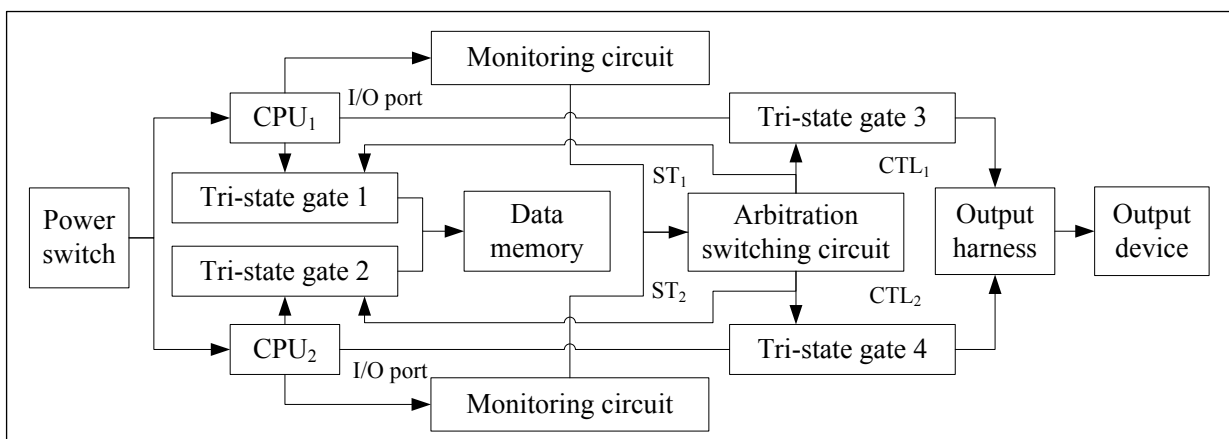 Monitoring circuit
I/O port
CPU₁
Tri-state gate 3
Tri-state gate 1
ST₁
CTL₁
Power
switch
Data
memory
Arbitration
switching circuit
Output
harness
Output
device
Tri-state gate 2
ST₂
CTL₂
CPU₂
Tri-state gate 4
I/O port
Monitoring circuit